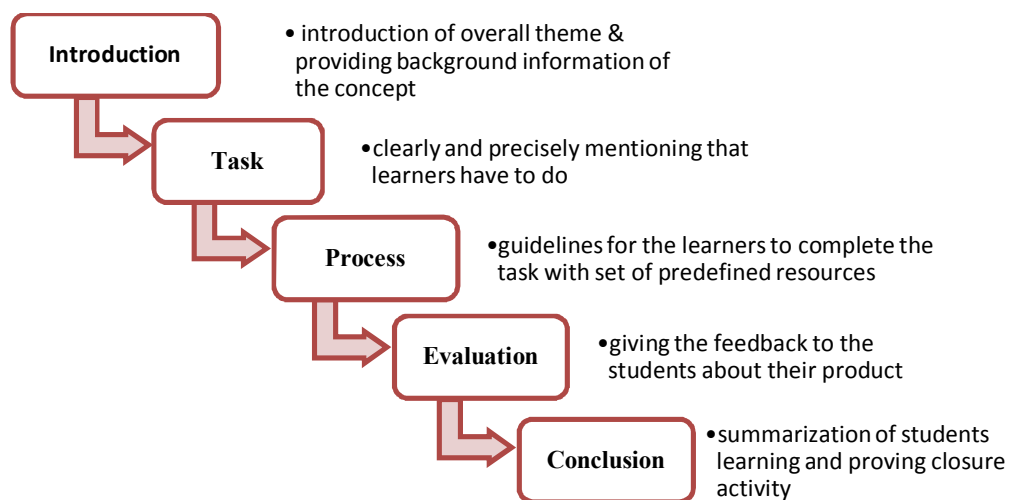 Introduction
• introduction of overall theme &
providing background information of
the concept
Task
•clearly and precisely mentioning that
learners have to do
Process
•guidelines for the learners to complete the
task with set of predefined resources
Evaluation
•giving the feedback to the
students about their product
Conclusion
•summarization of students
learning and proving closure
activity